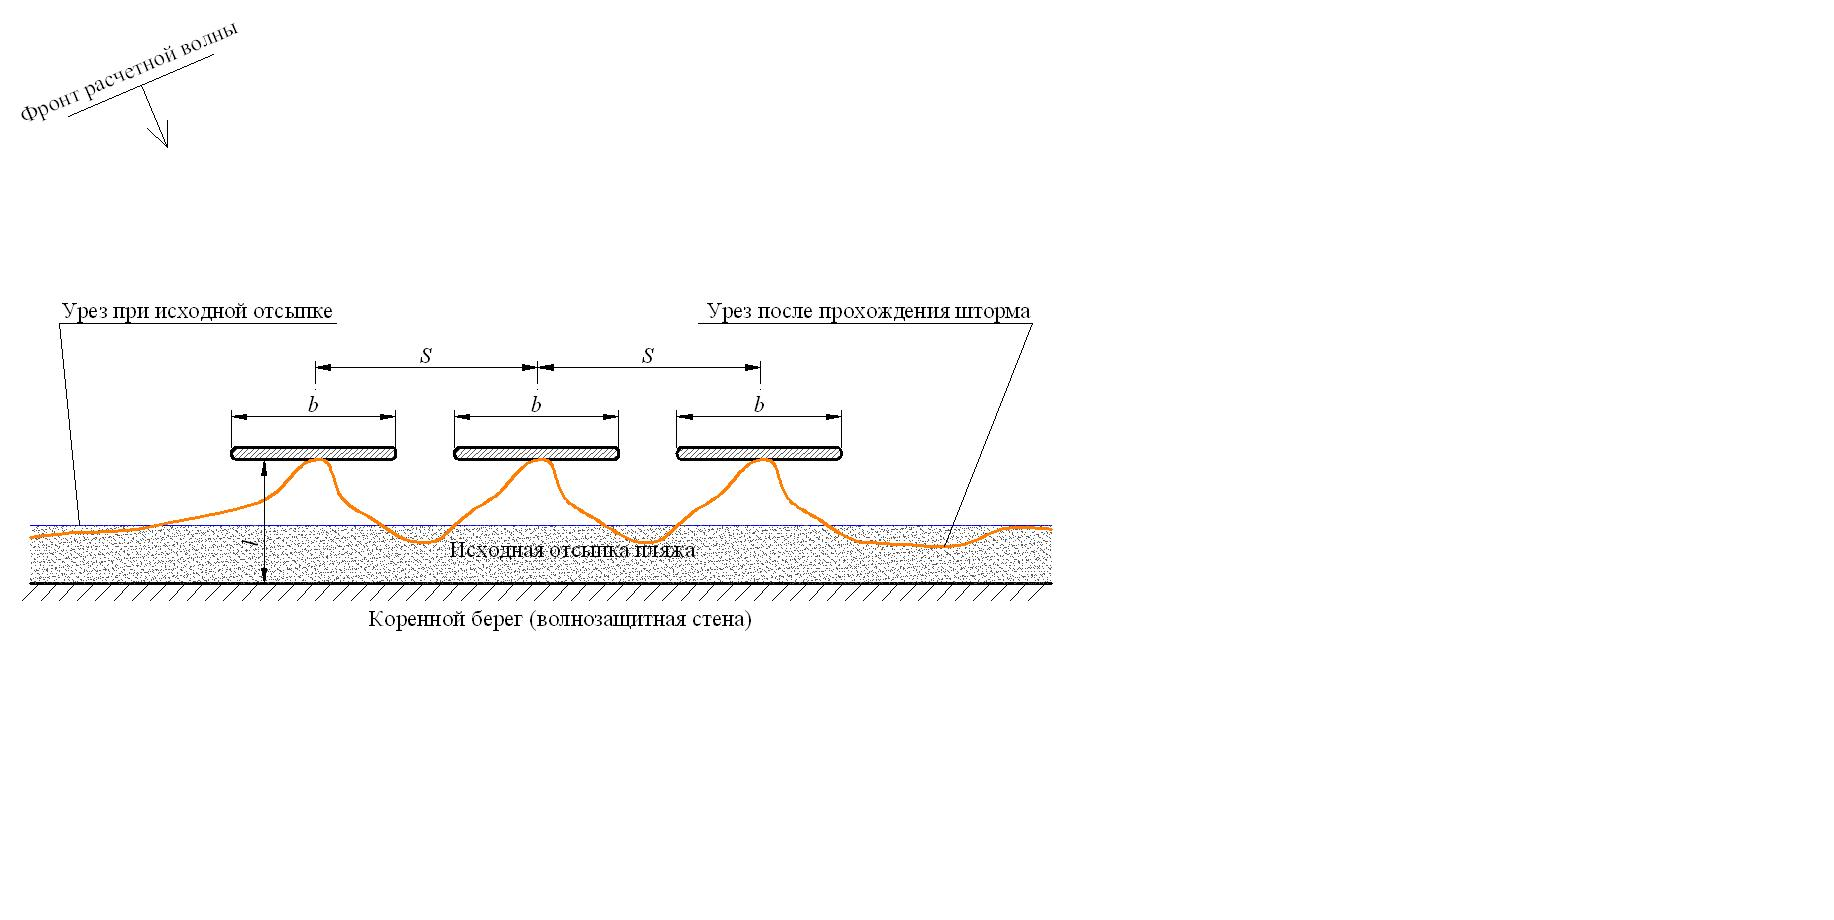 Фронт расчетной волны
Урез при исходной отсыпке
Урез после прохождения шторма
S
S
b
b
b
l
Исходная отсыпка пляжа
Коренной берег (волнозащитная стена)